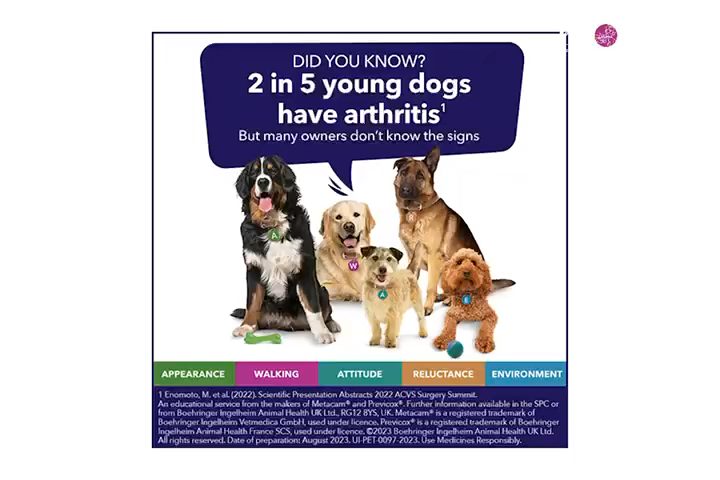 DID YOU KNOW?
2 in 5 young dogs
have arthritis1
But many owners don't know the signs
A
W
A
R
E
APPEARANCE WALKING ATTITUDE RELUCTANCE ENVIRONMENT
1 Enomoto, M. et al. (2022). Scientific Presentation Abstracts 2022 ACVS Surgery Summit.
An educational service from the makers of Metacam® and Previcox®. Further information available in the SPC or
from Boehringer Ingelheim Animal Health UK Ltd., RG12 8YS, UK. Metacam® is a registered trademark of
Boehringer Ingelheim Vetmedica GmbH, used under licence. Previcox® is a registered trademark of Boehringer
Ingelheim Animal Health France SCS, used under licence. ©2023 Boehringer Ingelheim Animal Health UK Ltd.
All rights reserved. Date of preparation: August 2023. UI-PET-0097-2023. Use Medicines Responsibly.